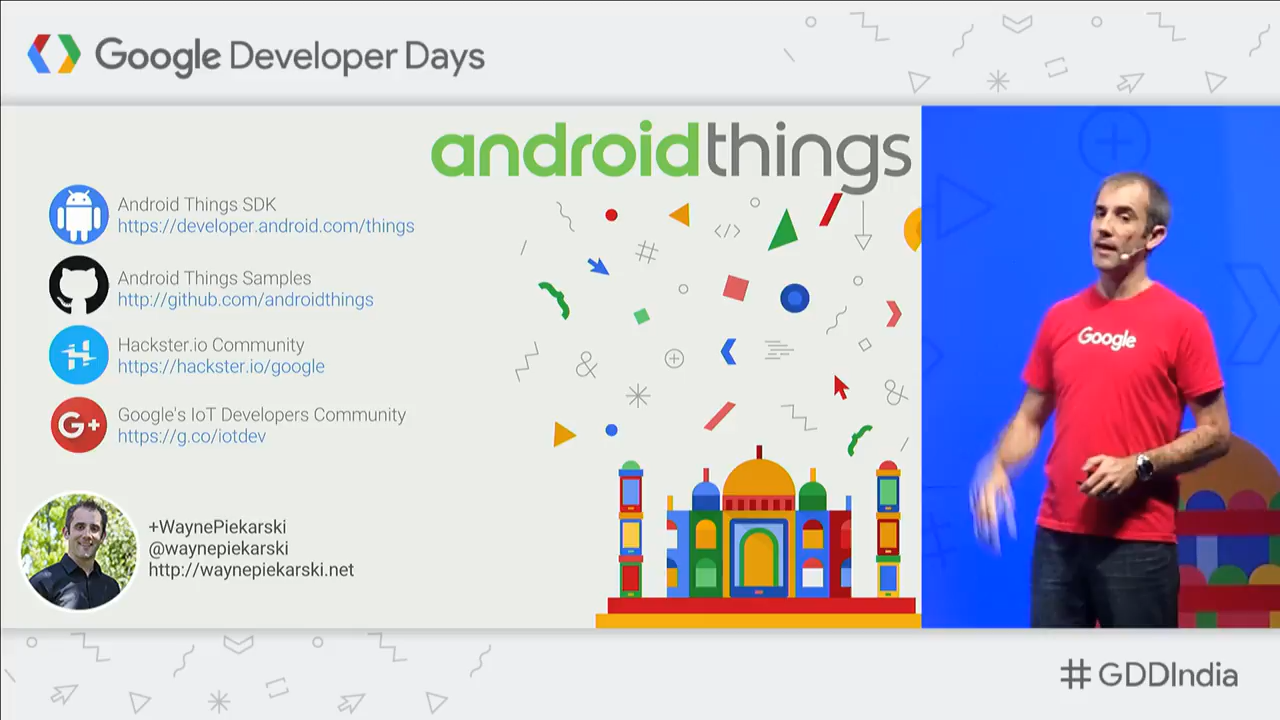 Google Developer Days
androidthings
Android Things SDK
https://developer.android.com/things
Android Things Samples
http://github.com/androidthings
Hackster.io Community
https://hackster.io/google
G+
Google's IoT Developers Community
https://g.co/iotdev
+WaynePiekarski
@waynepiekarski
http://waynepiekarski.net
Google
#GDDIndia